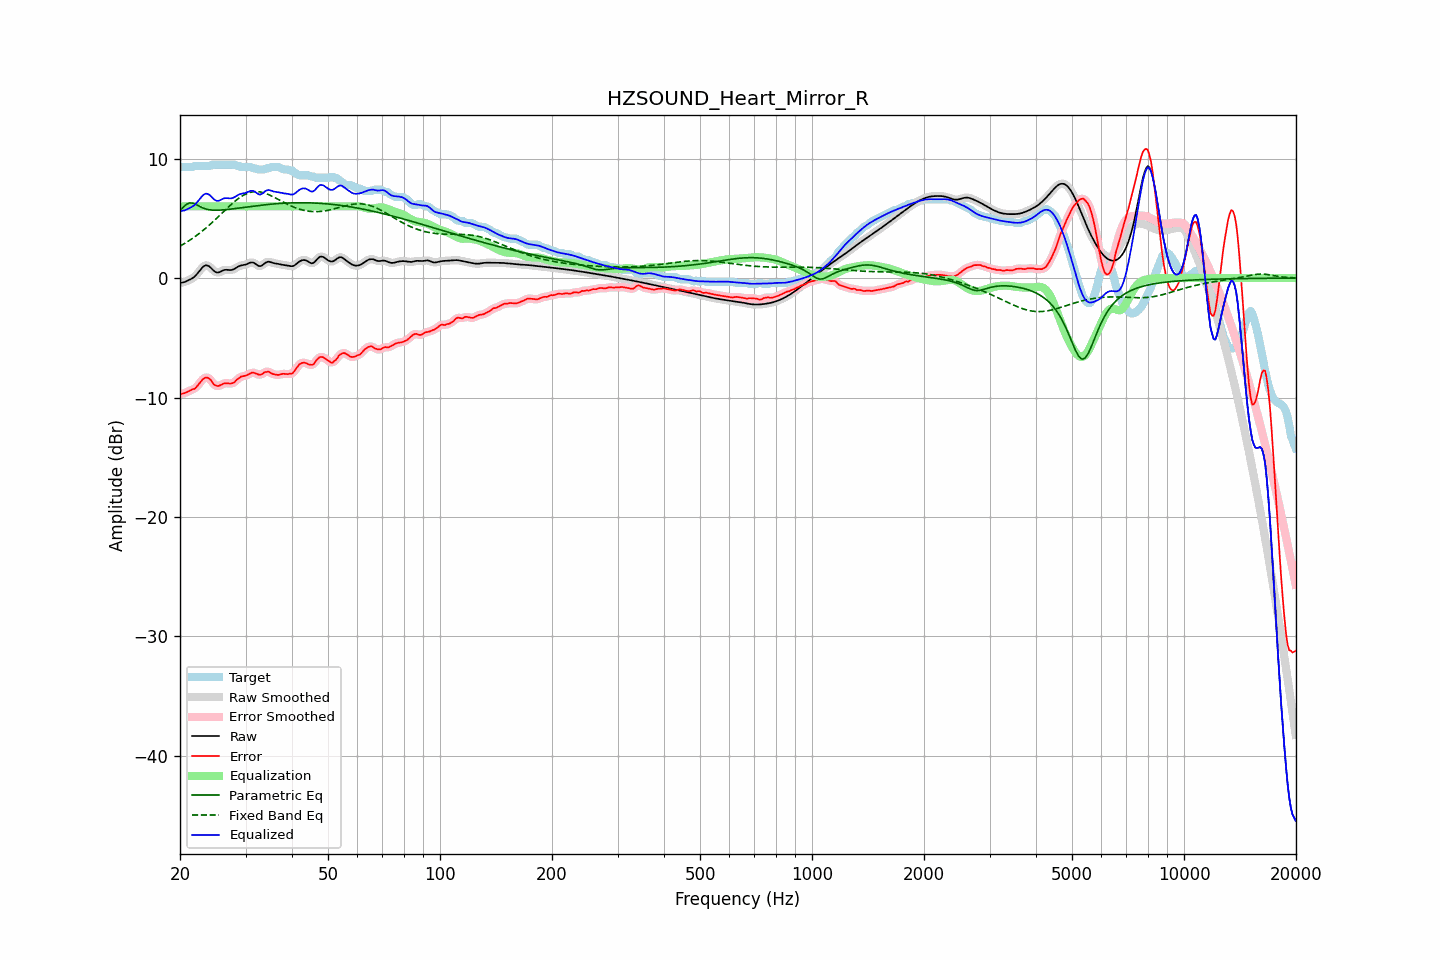 HZSOUND_Heart_Mirror_R
10
0
−10
−20
−30
−40
Amplitude (dBr)
Target
Raw Smoothed
Error Smoothed
Raw
Error
Equalization
Parametric Eq
Fixed Band Eq
Equalized
20 50 100 200 500 1000 2000 5000 10000 20000
Frequency (Hz)